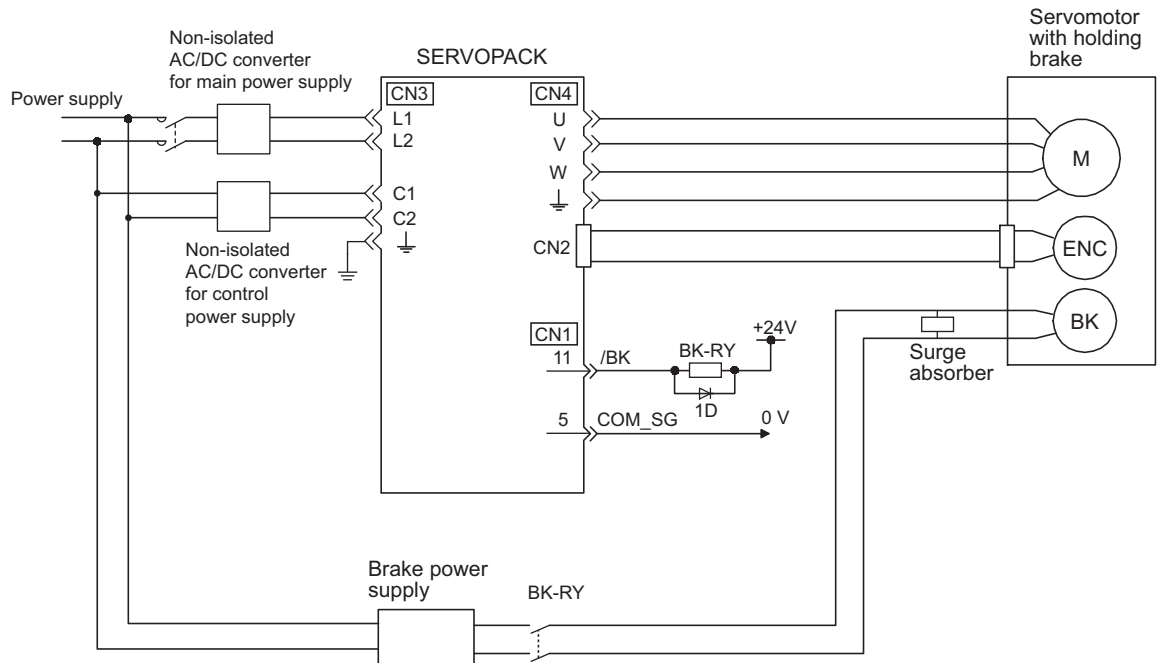 Servomotor
with holding
brake
Non-isolated
AC/DC converter
for main power supply
SERVOPACK
Power supply
CN3
CN4
L1
U
L2
V
M
W
C1
C2
CN2
ENC
Non-isolated
AC/DC converter
for control
power supply
CN1
+24V
BK
11
/BK
BK-RY
Surge
absorber
1D
5
COM_SG
0 V
Brake power
supply
BK-RY